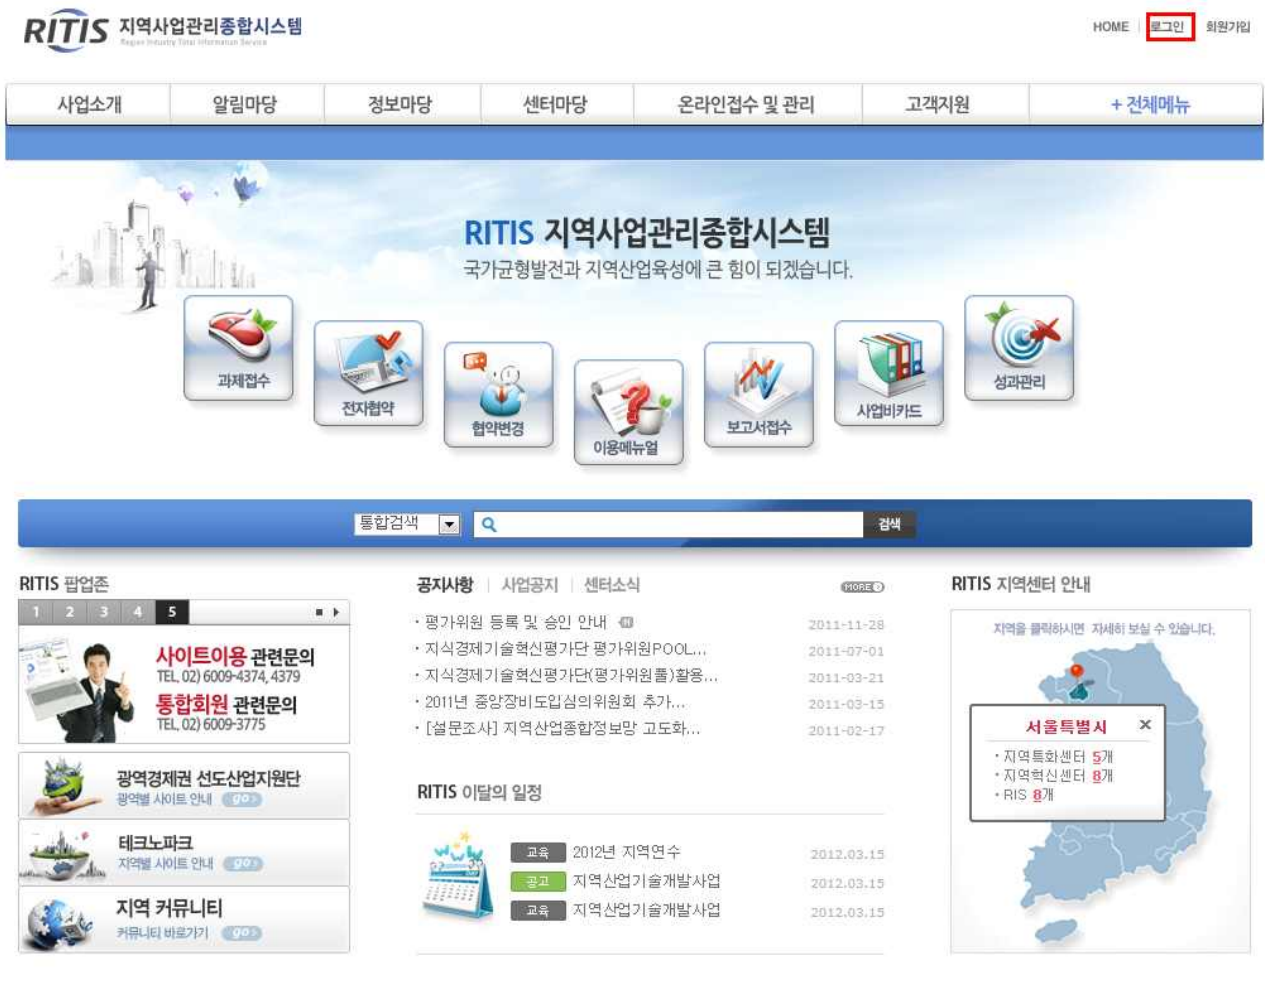 RITIS 지역사업관리종합시스템
Region Industry Total Information Service
HOME 로그인 회원가입
사업소개 알림마당 정보마당 센터마당 온라인접수 및 관리 고객지원 + 전체메뉴
RITIS 지역사업관리종합시스템
국가균형발전과 지역산업육성에 큰 힘이 되겠습니다.
과제접수
전자협약
협약변경
이용메뉴얼
보고서접수
사업비카드
성과관리
통합검색 검색
RITIS 팝업존
1 2 3 4 5
사이트이용 관련문의
TEL. 02) 6009-4374, 4379
통합회원 관련문의
TEL. 02) 6009-3775
광역경제권 선도산업지원단
광역별 사이트 안내 go
테크노파크
지역별 사이트 안내 go
지역 커뮤니티
커뮤니티 바로가기 go
공지사항 사업공지 센터소식 MORE
· 평가위원 등록 및 승인 안내 2011-11-28
· 지식경제기술혁신평가단 평가위원POOL... 2011-07-01
· 지식경제기술혁신평가단(평가위원풀)활용... 2011-03-21
· 2011년 중앙장비도입심의위원회 추가... 2011-03-15
· [설문조사] 지역산업종합정보망 고도화... 2011-02-17
RITIS 이달의 일정
교육 2012년 지역연수 2012.03.15
공고 지역산업기술개발사업 2012.03.15
교육 지역산업기술개발사업 2012.03.15
RITIS 지역센터 안내
지역을 클릭하시면 자세히 보실 수 있습니다.
서울특별시 ×
· 지역특화센터 5개
· 지역혁신센터 8개
· RIS 8개